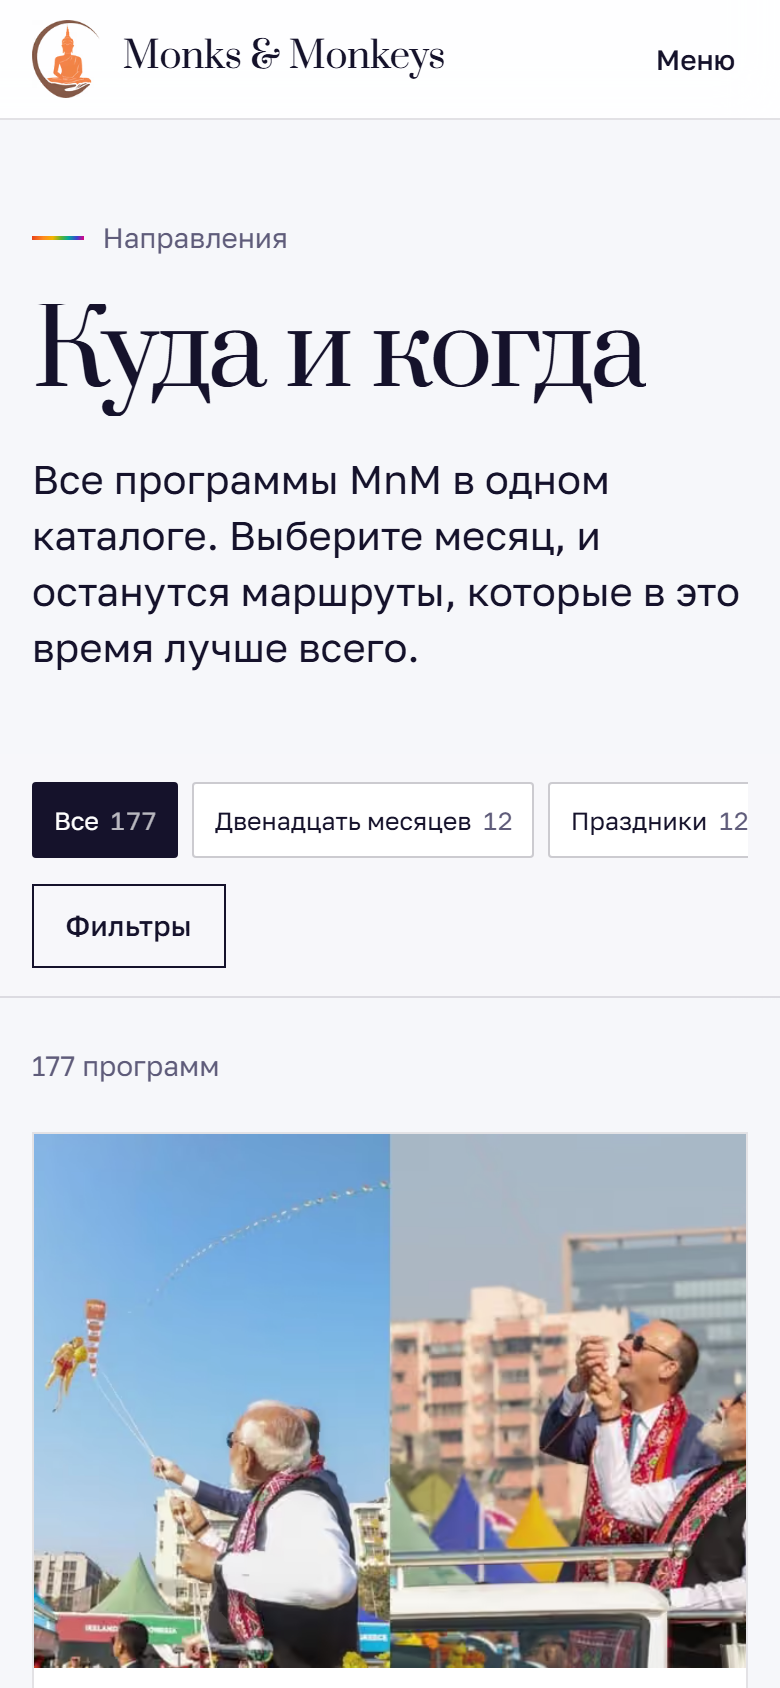 Monks & Monkeys
Меню
Направления
Куда и когда
Все программы MnM в одном
каталоге. Выберите месяц, и
останутся маршруты, которые в это
время лучше всего.
Все 177
Двенадцать месяцев 12
Праздники 12
Фильтры
177 программ